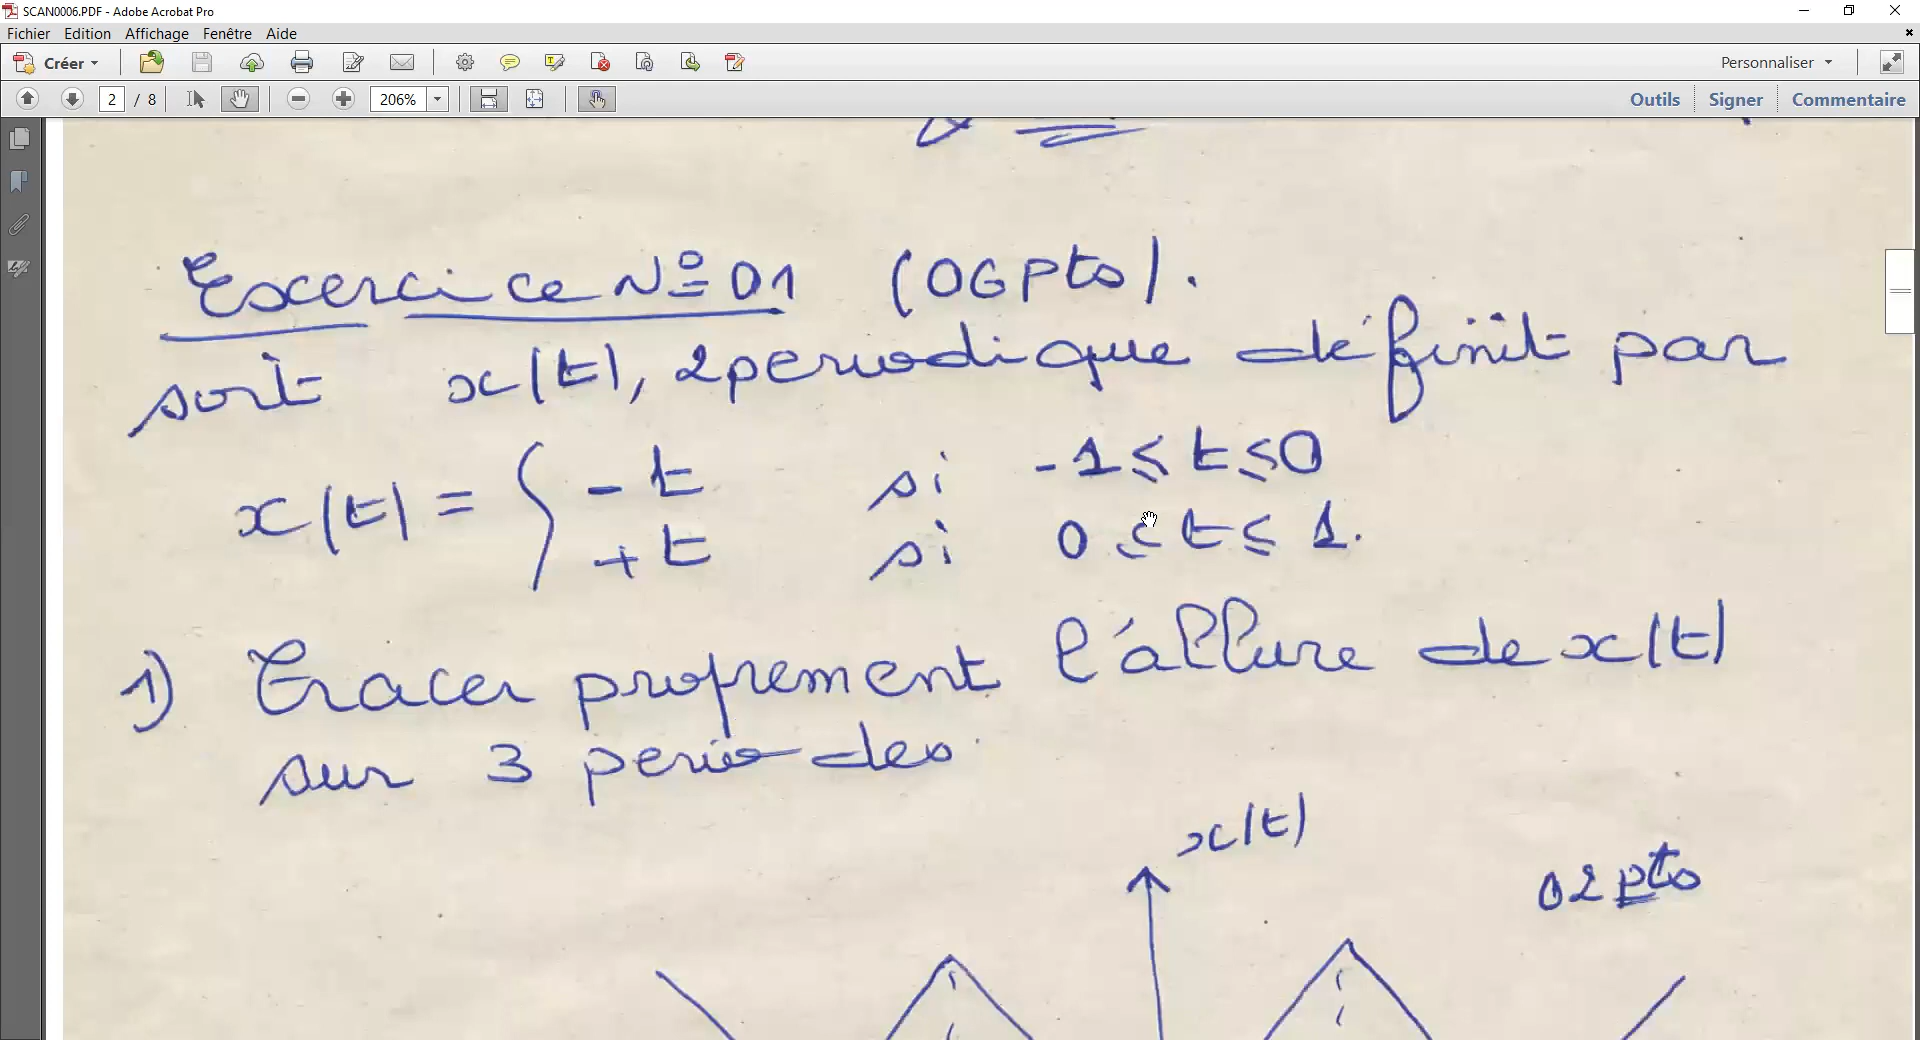 SCAN0006.PDF - Adobe Acrobat Pro
Fichier Edition Affichage Fenêtre Aide
Créer Personnaliser
2 / 8 206% Outils Signer Commentaire
Excercice N° 01 (06 Pts).
soit x(t), 2periodique définit par
x(t) = { - t si -1 ≤ t ≤ 0
+ t si 0 ≤ t ≤ 1.
1) Tracer proprement l'allure de x(t)
sur 3 periodes
x(t)
02 pts